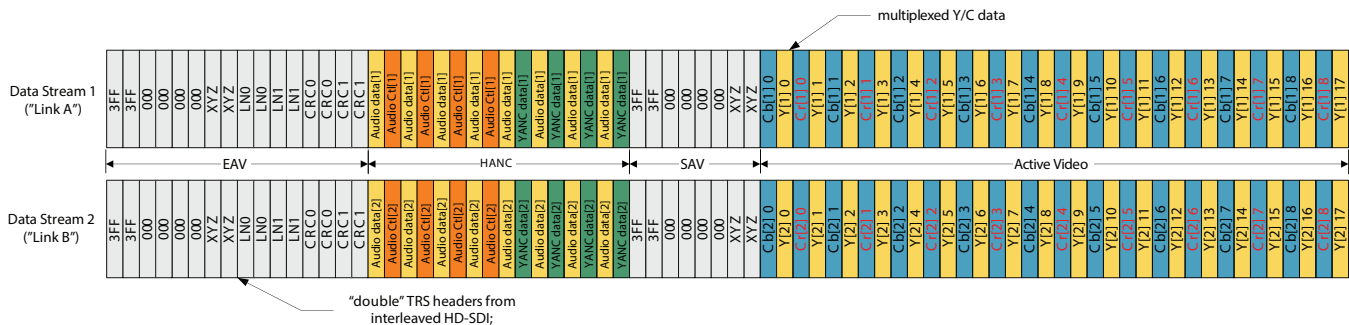 multiplexed Y/C data
Data Stream 1
("Link A")
3FF
3FF
000
000
000
000
XYZ
XYZ
LN0
LN0
LN1
LN1
CRC0
CRC0
CRC1
CRC1
Audio data[1]
Audio Ctl[1]
Audio data[1]
Audio Ctl[1]
Audio data[1]
Audio Ctl[1]
Audio data[1]
Audio Ctl[1]
Audio data[1]
YANC data[1]
Audio data[1]
YANC data[1]
Audio data[1]
YANC data[1]
Audio data[1]
YANC data[1]
3FF
3FF
000
000
000
000
XYZ
XYZ
Cb[1] 0
Y[1] 0
Cr[1] 0
Y[1] 1
Cb[1] 1
Y[1] 2
Cr[1] 1
Y[1] 3
Cb[1] 2
Y[1] 4
Cr[1] 2
Y[1] 5
Cb[1] 3
Y[1] 6
Cr[1] 3
Y[1] 7
Cb[1] 4
Y[1] 8
Cr[1] 4
Y[1] 9
Cb[1] 5
Y[1] 10
Cr[1] 5
Y[1] 11
Cb[1] 6
Y[1] 12
Cr[1] 6
Y[1] 13
Cb[1] 7
Y[1] 14
Cr[1] 7
Y[1] 15
Cb[1] 8
Y[1] 16
Cr[1] 8
Y[1] 17
EAV
HANC
SAV
Active Video
Data Stream 2
("Link B")
3FF
3FF
000
000
000
000
XYZ
XYZ
LN0
LN0
LN1
LN1
CRC0
CRC0
CRC1
CRC1
Audio data[2]
Audio Ctl[2]
Audio data[2]
Audio Ctl[2]
Audio data[2]
Audio Ctl[2]
Audio data[2]
Audio Ctl[2]
Audio data[2]
YANC data[2]
Audio data[2]
YANC data[2]
Audio data[2]
YANC data[2]
Audio data[2]
YANC data[2]
3FF
3FF
000
000
000
000
XYZ
XYZ
Cb[2] 0
Y[2] 0
Cr[2] 0
Y[2] 1
Cb[2] 1
Y[2] 2
Cr[2] 1
Y[2] 3
Cb[2] 2
Y[2] 4
Cr[2] 2
Y[2] 5
Cb[2] 3
Y[2] 6
Cr[2] 3
Y[2] 7
Cb[2] 4
Y[2] 8
Cr[2] 4
Y[2] 9
Cb[2] 5
Y[2] 10
Cr[2] 5
Y[2] 11
Cb[2] 6
Y[2] 12
Cr[2] 6
Y[2] 13
Cb[2] 7
Y[2] 14
Cr[2] 7
Y[2] 15
Cb[2] 8
Y[2] 16
Cr[2] 8
Y[2] 17
"double" TRS headers from
interleaved HD-SDI;